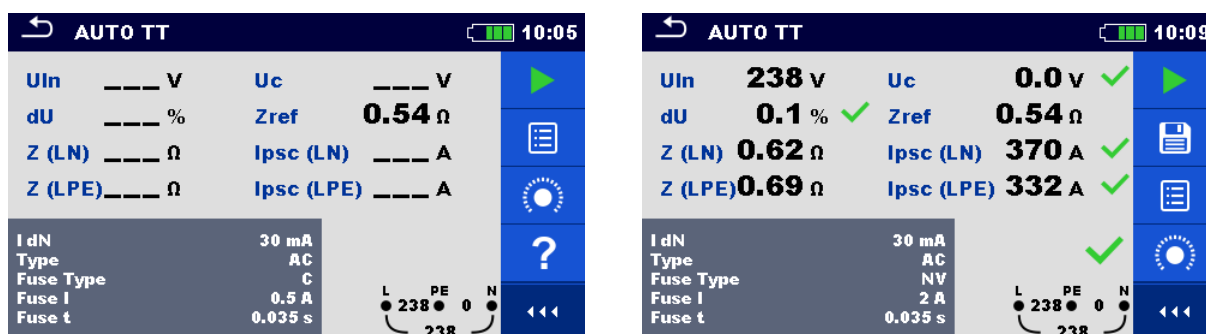 AUTO TT 10:05
Uln ___ V Uc ___ V
dU ___ % Zref 0.54 Ω
Z (LN) ___ Ω Ipsc (LN) ___ A
Z (LPE) ___ Ω Ipsc (LPE) ___ A
I dN 30 mA
Type AC
Fuse Type C
Fuse I 0.5 A
Fuse t 0.035 s
?
L PE N
238 0
238
AUTO TT 10:09
Uln 238 V Uc 0.0 V
dU 0.1 % Zref 0.54 Ω
Z (LN) 0.62 Ω Ipsc (LN) 370 A
Z (LPE) 0.69 Ω Ipsc (LPE) 332 A
I dN 30 mA
Type AC
Fuse Type NV
Fuse I 2 A
Fuse t 0.035 s
L PE N
238 0
238